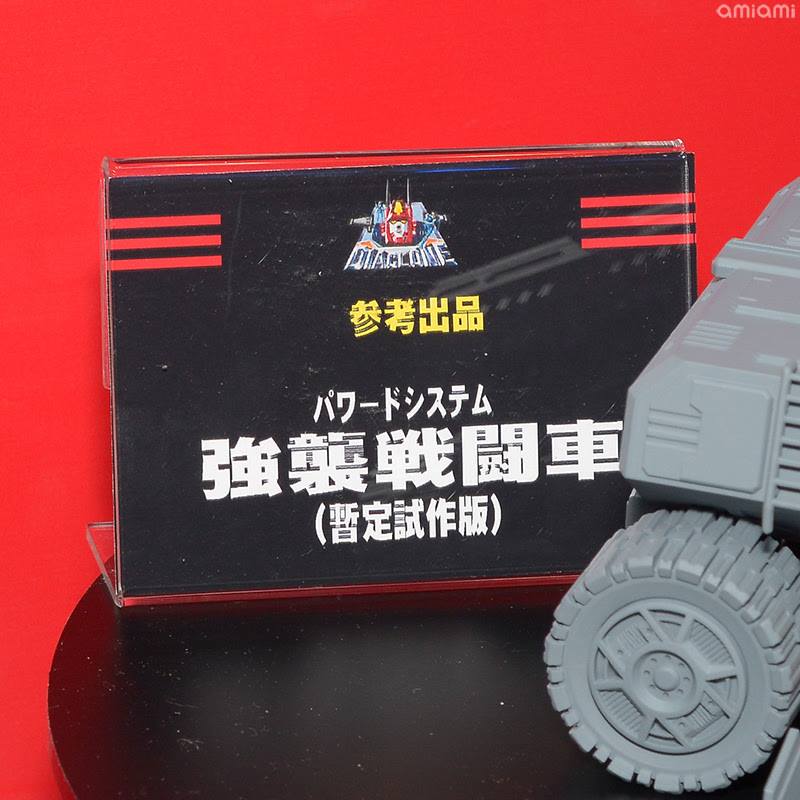 amiami
DIACLONE
参考出品
パワードシステム
強襲戦闘車
(暫定試作版)